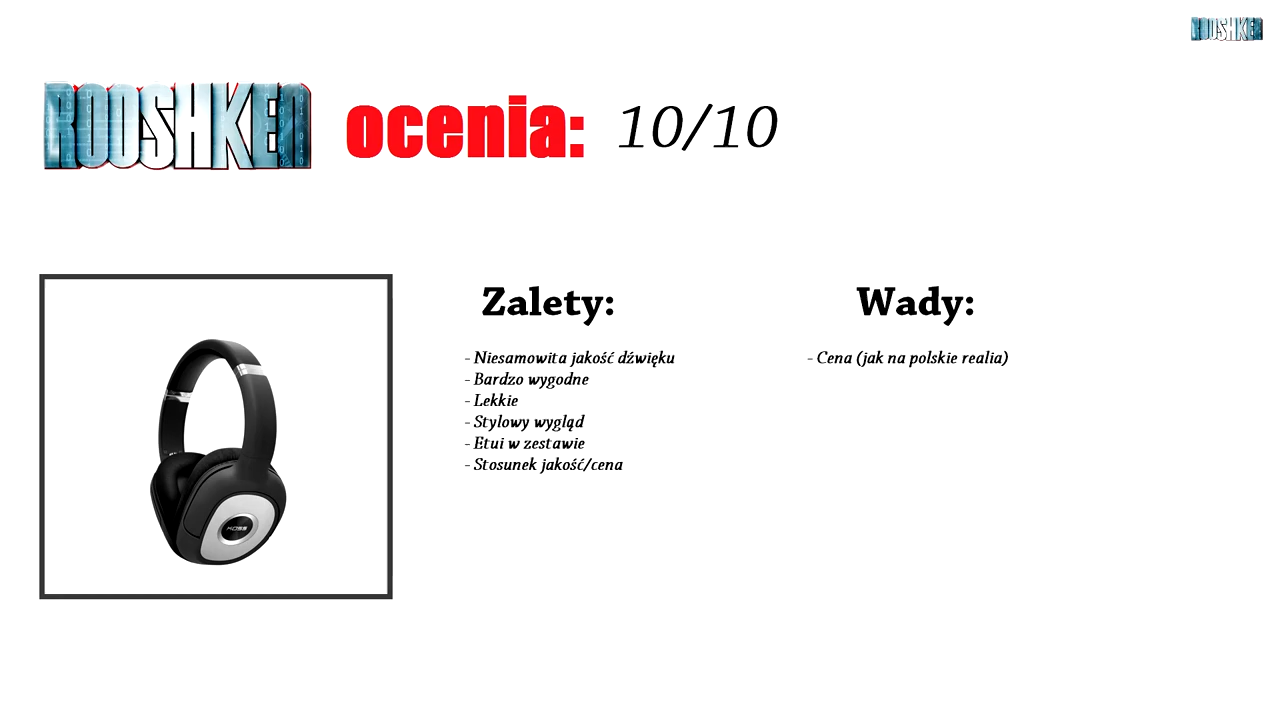 ROOSHKEN
ROOSHKEN ocenia: 10/10
Zalety:
- Niesamowita jakość dźwięku
- Bardzo wygodne
- Lekkie
- Stylowy wygląd
- Etui w zestawie
- Stosunek jakość/cena
Wady:
- Cena (jak na polskie realia)
KOSS